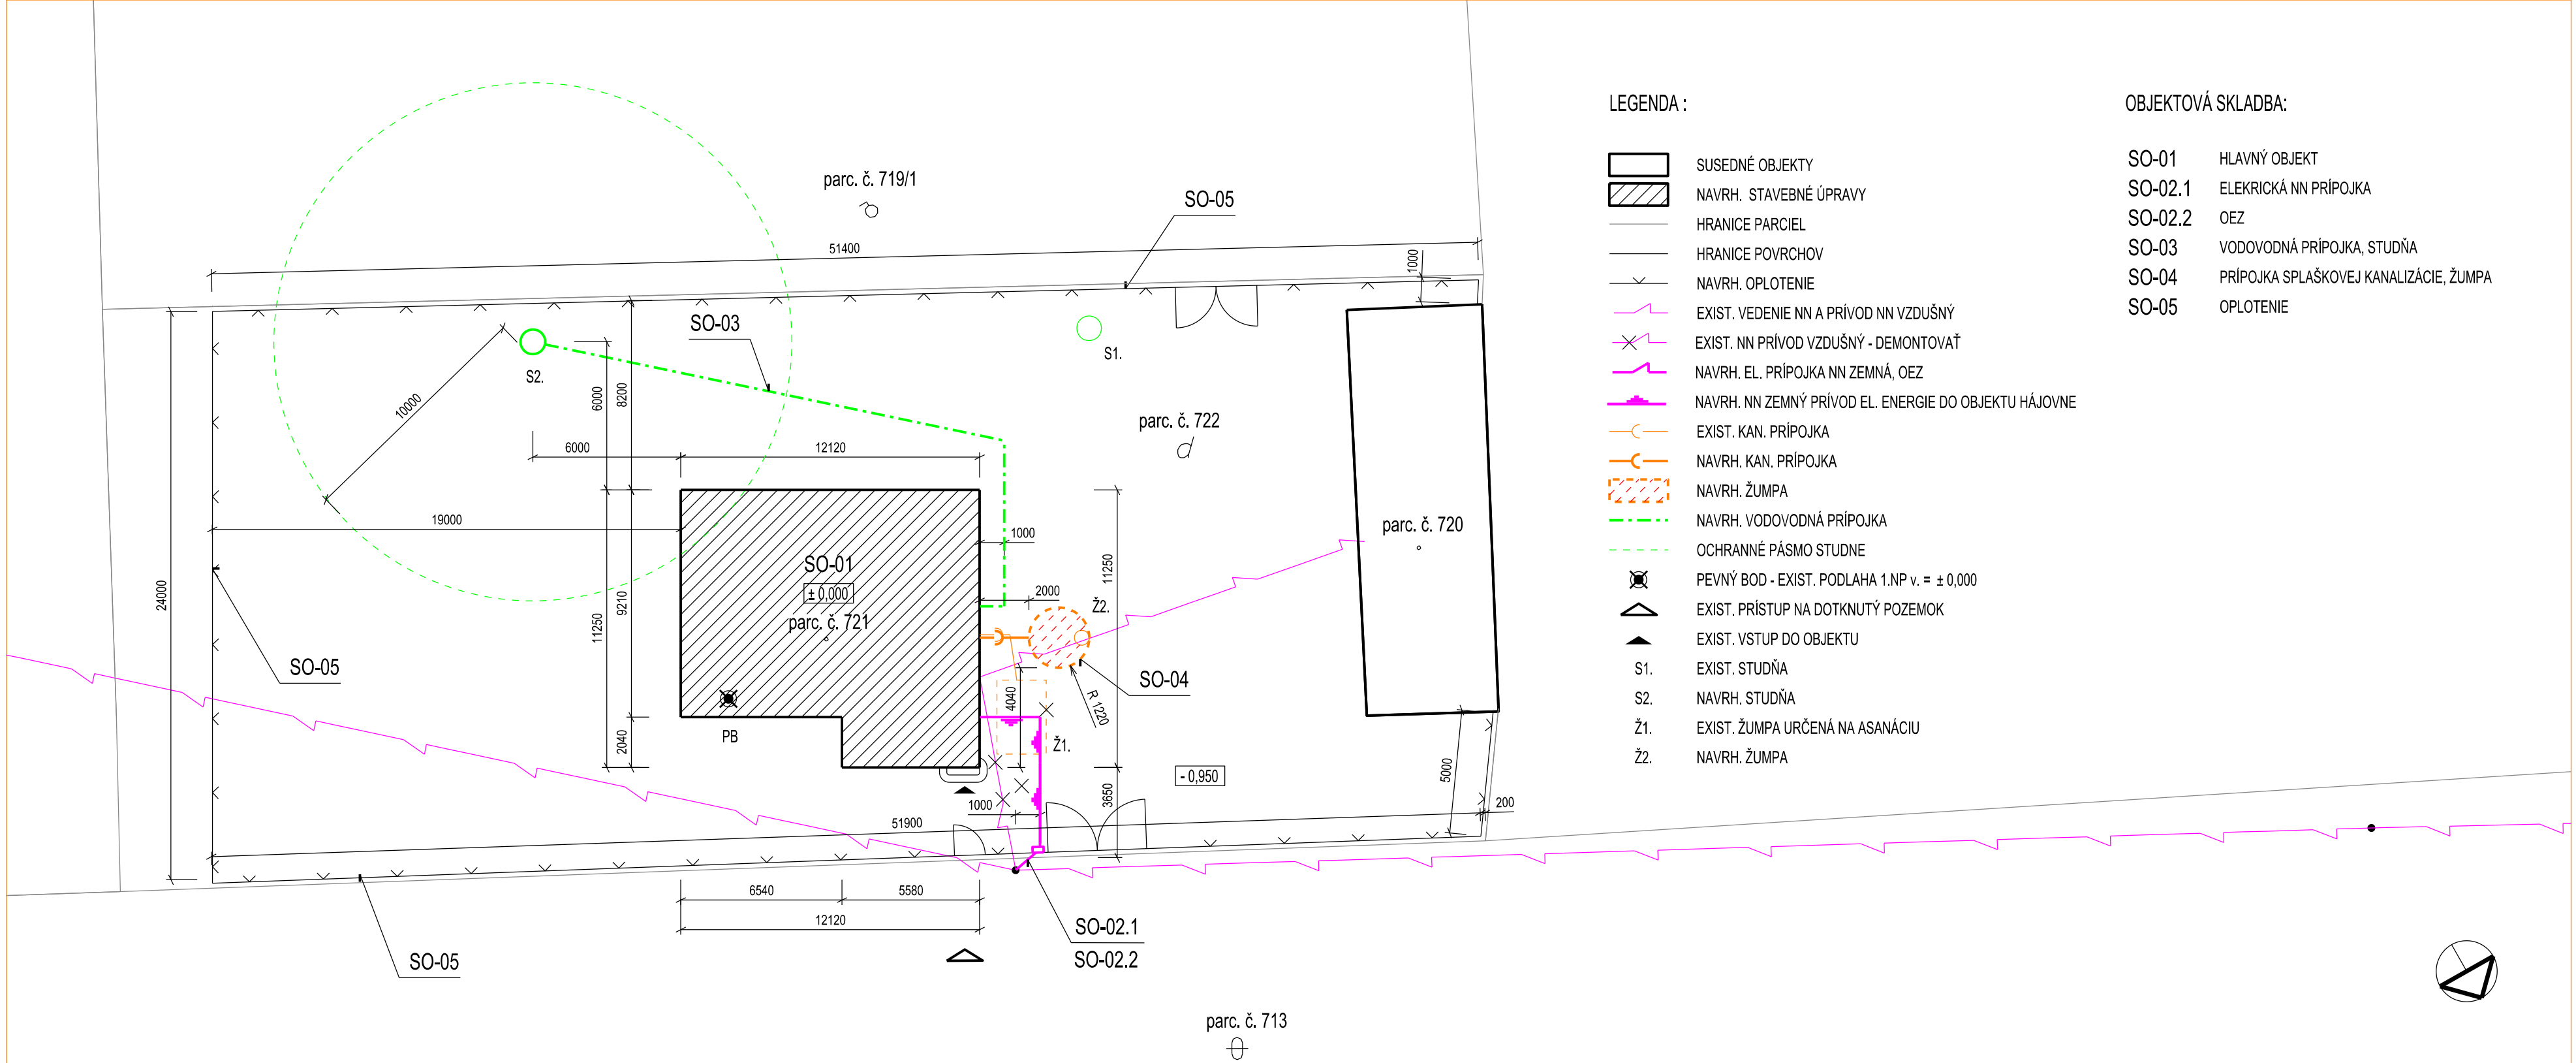 parc. č. 719/1
SO-05
51400
1000
SO-03
S1.
S2.
10000
6000
8200
parc. č. 722
6000
12120
19000
1000
parc. č. 720
SO-01
± 0,000
parc. č. 721
11250
24000
11250
9210
2000
Ž2.
SO-05
SO-04
4040
R 1220
PB
2040
Ž1.
- 0,950
5000
1000
3650
200
51900
6540
5580
12120
SO-02.1
SO-02.2
SO-05
parc. č. 713
LEGENDA :
SUSEDNÉ OBJEKTY
NAVRH. STAVEBNÉ ÚPRAVY
HRANICE PARCIEL
HRANICE POVRCHOV
NAVRH. OPLOTENIE
EXIST. VEDENIE NN A PRÍVOD NN VZDUŠNÝ
EXIST. NN PRÍVOD VZDUŠNÝ - DEMONTOVAŤ
NAVRH. EL. PRÍPOJKA NN ZEMNÁ, OEZ
NAVRH. NN ZEMNÝ PRÍVOD EL. ENERGIE DO OBJEKTU HÁJOVNE
EXIST. KAN. PRÍPOJKA
NAVRH. KAN. PRÍPOJKA
NAVRH. ŽUMPA
NAVRH. VODOVODNÁ PRÍPOJKA
OCHRANNÉ PÁSMO STUDNE
PEVNÝ BOD - EXIST. PODLAHA 1.NP v. = ± 0,000
EXIST. PRÍSTUP NA DOTKNUTÝ POZEMOK
EXIST. VSTUP DO OBJEKTU
S1. EXIST. STUDŇA
S2. NAVRH. STUDŇA
Ž1. EXIST. ŽUMPA URČENÁ NA ASANÁCIU
Ž2. NAVRH. ŽUMPA
OBJEKTOVÁ SKLADBA:
SO-01 HLAVNÝ OBJEKT
SO-02.1 ELEKRICKÁ NN PRÍPOJKA
SO-02.2 OEZ
SO-03 VODOVODNÁ PRÍPOJKA, STUDŇA
SO-04 PRÍPOJKA SPLAŠKOVEJ KANALIZÁCIE, ŽUMPA
SO-05 OPLOTENIE